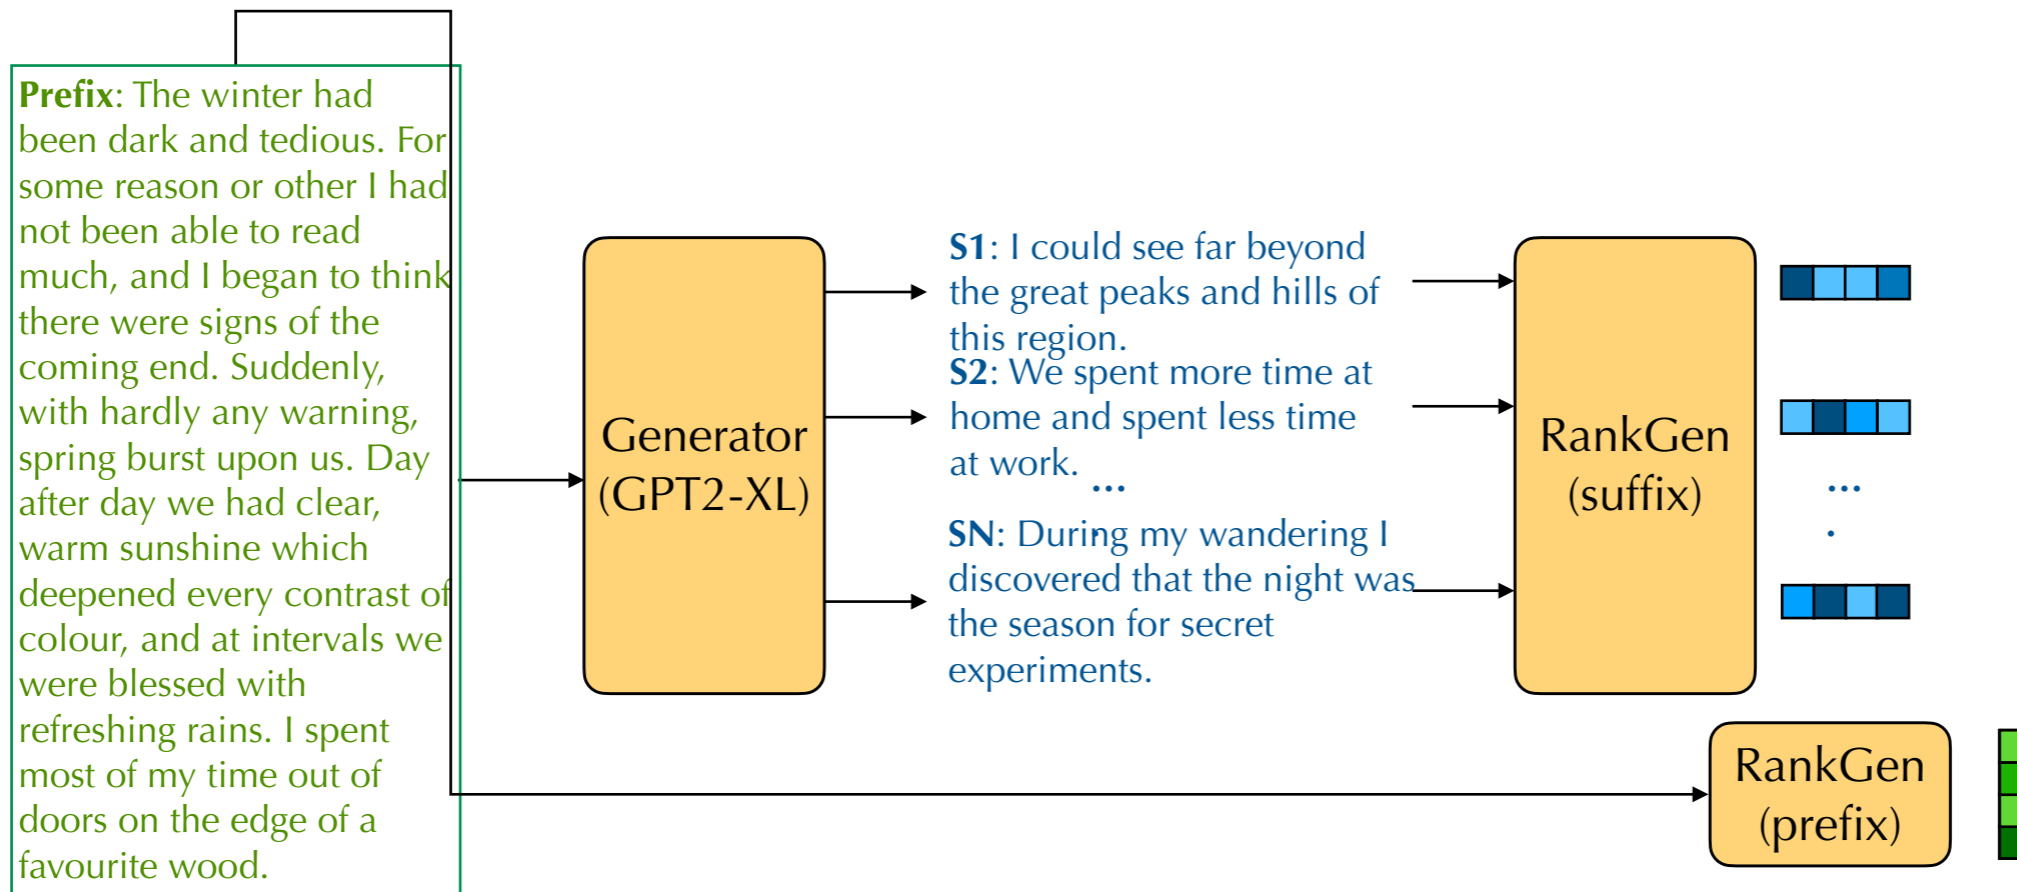 Prefix: The winter had
been dark and tedious. For
some reason or other I had
not been able to read
much, and I began to think
there were signs of the
coming end. Suddenly,
with hardly any warning,
spring burst upon us. Day
after day we had clear,
warm sunshine which
deepened every contrast of
colour, and at intervals we
were blessed with
refreshing rains. I spent
most of my time out of
doors on the edge of a
favourite wood.
Generator
(GPT2-XL)
S1: I could see far beyond
the great peaks and hills of
this region.
S2: We spent more time at
home and spent less time
at work.
...
.
SN: During my wandering I
discovered that the night was
the season for secret
experiments.
RankGen
(suffix)
...
.
RankGen
(prefix)